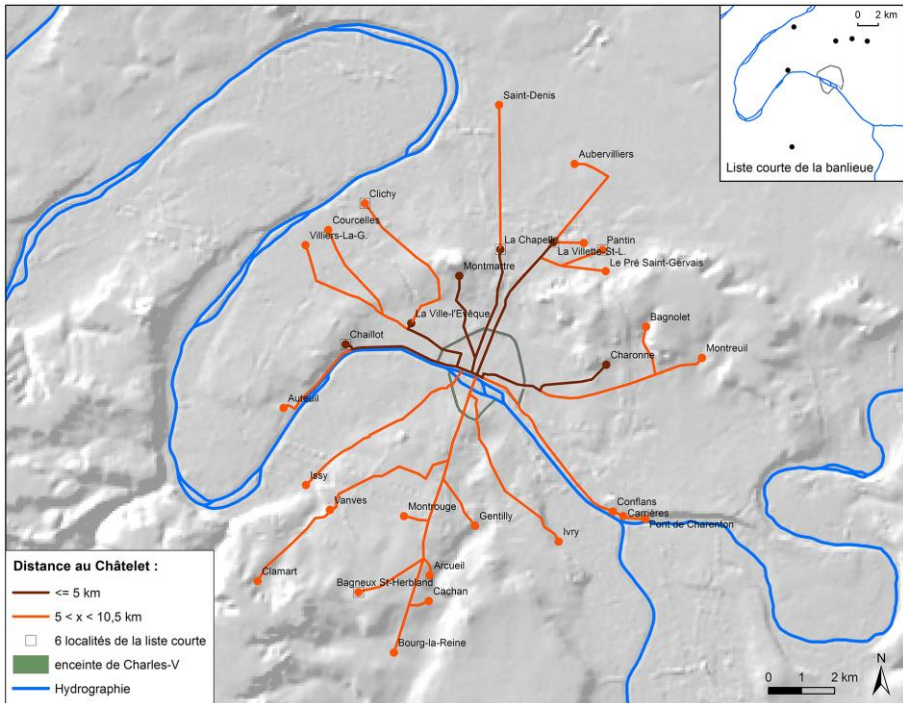 0 2 km
Liste courte de la banlieue
Saint-Denis
Aubervilliers
Clichy
Courcelles
Villiers-La-G.
La Chapelle
Pantin
La Villette-St-L.
Le Pré Saint-Gervais
Montmartre
La Ville-l'Evêque
Bagnolet
Chaillot
Montreuil
Charonne
Auteuil
Issy
Vanves
Montrouge
Gentilly
Conflans
Carrières
Pont de Charenton
Ivry
Clamart
Arcueil
Bagneux St-Herbland
Cachan
Bourg-la-Reine
Distance au Châtelet :
<= 5 km
5 < x < 10,5 km
6 localités de la liste courte
enceinte de Charles-V
Hydrographie
N
0 1 2 km